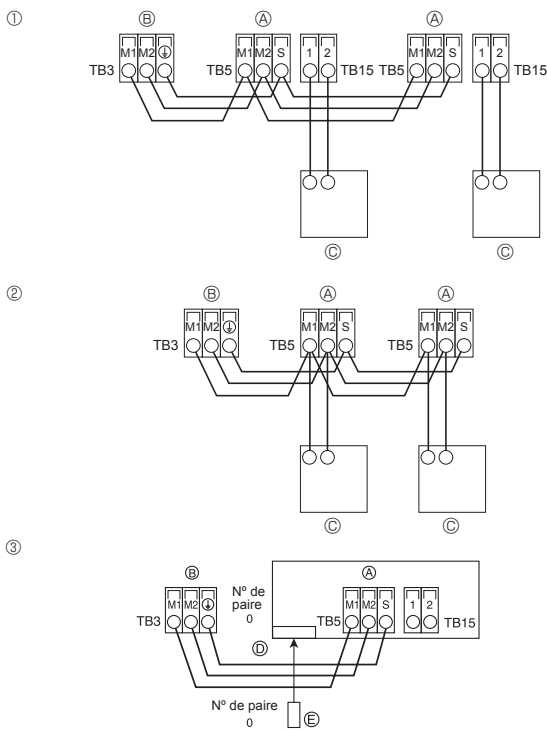 ①
Ⓑ Ⓐ Ⓐ
M1 M2 ⏚ M1 M2 S 1 2 M1 M2 S 1 2
TB3 TB5 TB15 TB5 TB15
Ⓒ Ⓒ
②
Ⓑ Ⓐ Ⓐ
M1 M2 ⏚ M1 M2 S M1 M2 S
TB3 TB5 TB5
Ⓒ Ⓒ
③
Ⓑ Ⓐ
M1 M2 ⏚ M1 M2 S 1 2
TB3 TB5 TB15
Nº de
paire
0
Ⓓ
Nº de paire
0
Ⓔ